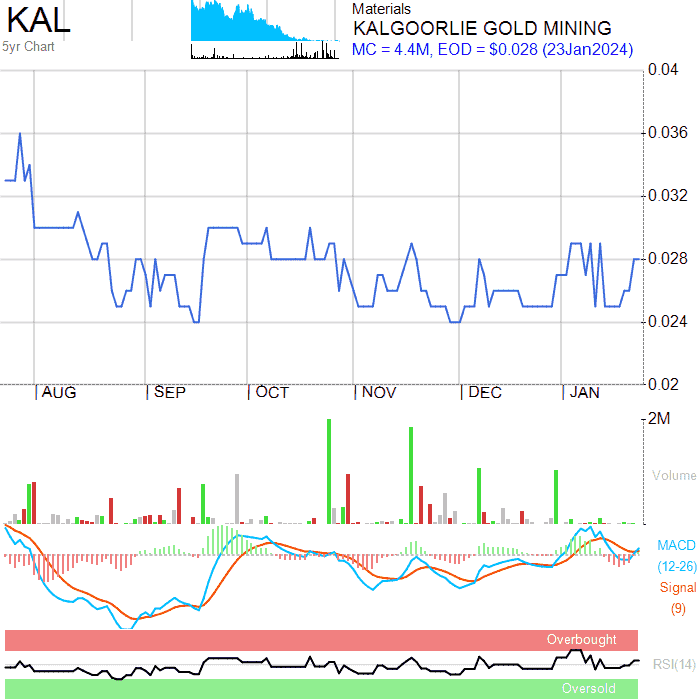 KAL
5yr Chart
Materials
KALGOORLIE GOLD MINING
MC = 4.4M, EOD = $0.028 (23Jan2024)
0.04
0.036
0.032
0.028
0.024
0.02
AUG SEP OCT NOV DEC JAN
2M
Volume
MACD
(12-26)
Signal
(9)
Overbought
RSI(14)
Oversold